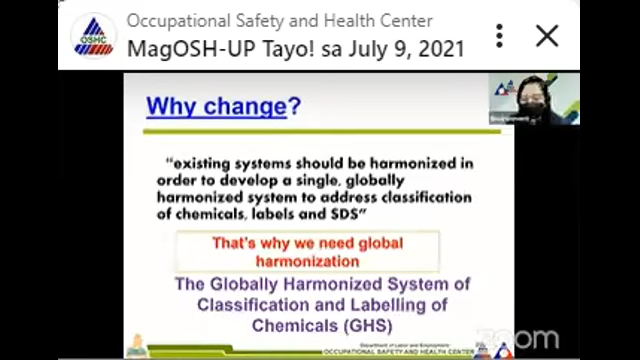 Occupational Safety and Health Center
MagOSH-UP Tayo! sa July 9, 2021
OSHC
Why change?
"existing systems should be harmonized in
order to develop a single, globally
harmonized system to address classification
of chemicals, labels and SDS"
That's why we need global
harmonization
The Globally Harmonized System of
Classification and Labelling of
Chemicals (GHS)
Department of Labor and Employment
OCCUPATIONAL SAFETY AND HEALTH CENTER
zoom